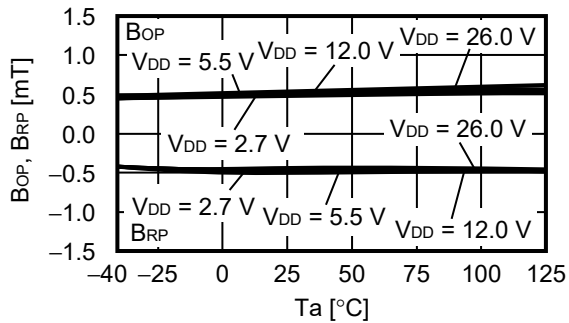 BOP, BRP [mT]
1.5
1.0
0.5
0.0
−0.5
−1.0
−1.5
BOP
VDD = 5.5 V
VDD = 12.0 V
VDD = 26.0 V
VDD = 2.7 V
VDD = 26.0 V
VDD = 2.7 V
VDD = 5.5 V
VDD = 12.0 V
BRP
−40 −25 0 25 50 75 100 125
Ta [°C]